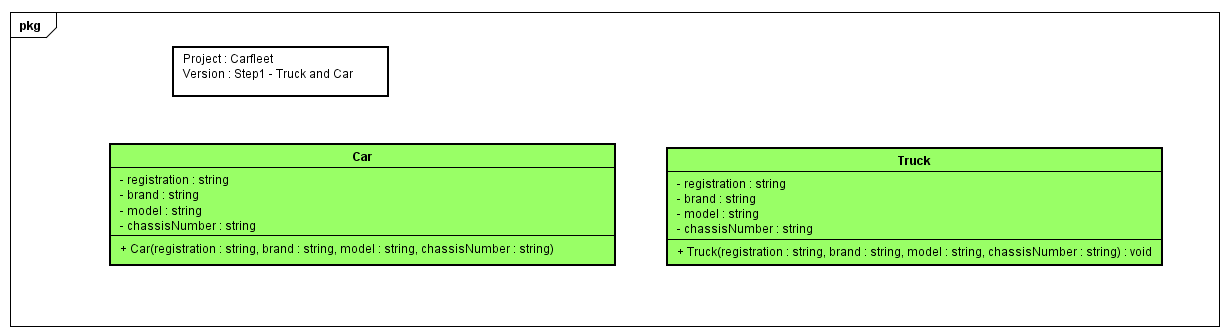 pkg
Project : Carfleet
Version : Step1 - Truck and Car
Car
- registration : string
- brand : string
- model : string
- chassisNumber : string
+ Car(registration : string, brand : string, model : string, chassisNumber : string)
Truck
- registration : string
- brand : string
- model : string
- chassisNumber : string
+ Truck(registration : string, brand : string, model : string, chassisNumber : string) : void